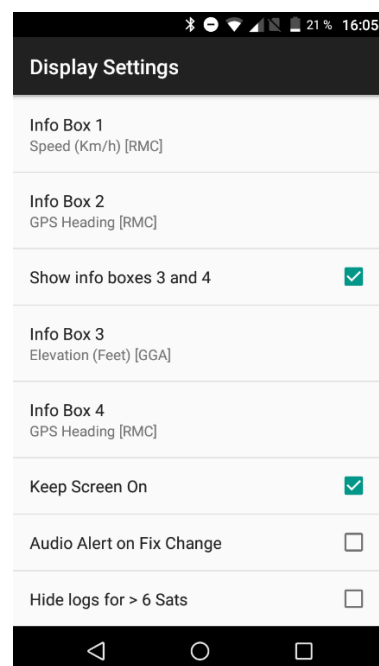 21 % 16:05
Display Settings
Info Box 1
Speed (Km/h) [RMC]
Info Box 2
GPS Heading [RMC]
Show info boxes 3 and 4
Info Box 3
Elevation (Feet) [GGA]
Info Box 4
GPS Heading [RMC]
Keep Screen On
Audio Alert on Fix Change
Hide logs for > 6 Sats